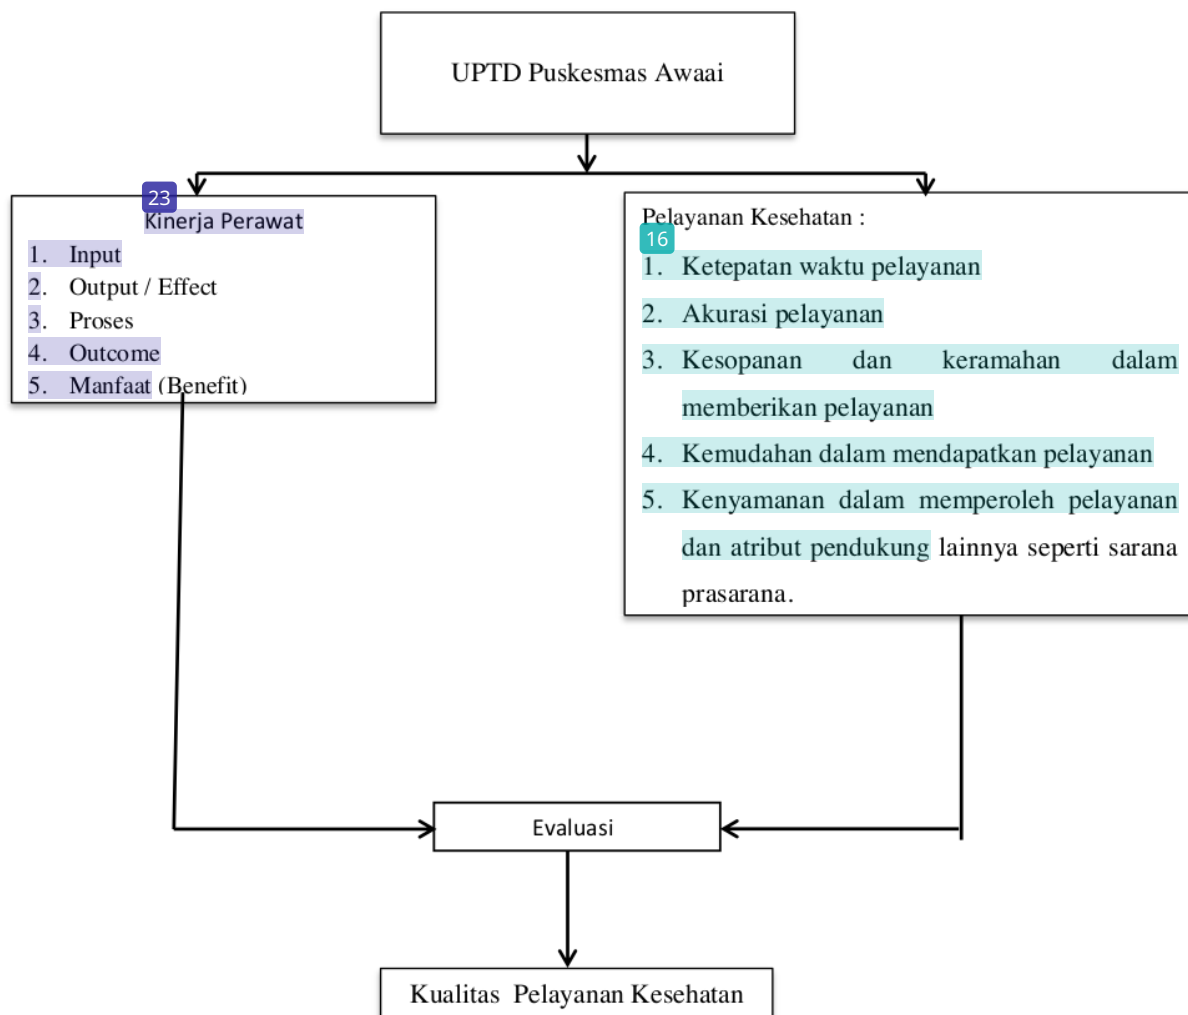 UPTD Puskesmas Awaai
23
Kinerja Perawat
1. Input
2. Output / Effect
3. Proses
4. Outcome
5. Manfaat (Benefit)
Pelayanan Kesehatan :
16
1. Ketepatan waktu pelayanan
2. Akurasi pelayanan
3. Kesopanan dan keramahan dalam
memberikan pelayanan
4. Kemudahan dalam mendapatkan pelayanan
5. Kenyamanan dalam memperoleh pelayanan
dan atribut pendukung lainnya seperti sarana
prasarana.
Evaluasi
Kualitas Pelayanan Kesehatan